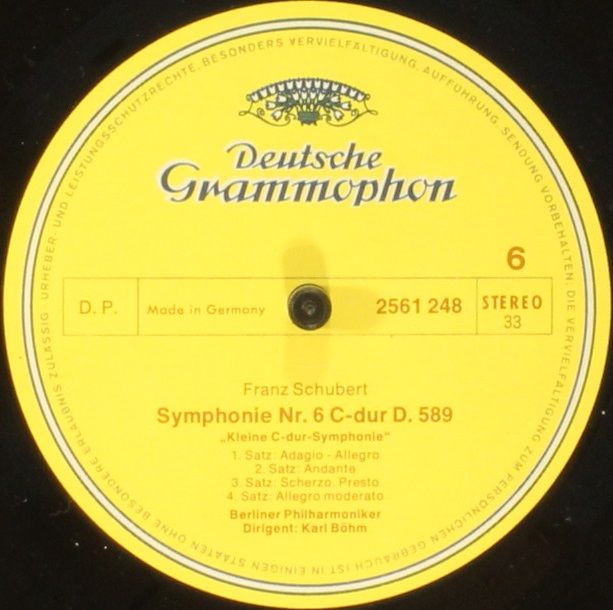 URHEBER- UND LEISTUNGSSCHUTZRECHTE, BESONDERS VERVIELFÄLTIGUNG, AUFFÜHRUNG, SENDUNG VORBEHALTEN; DIE VERVIELFÄLTIGUNG ZUM PERSÖNLICHEN GEBRAUCH IST IN EINIGEN STAATEN OHNE BESONDERE ERLAUBNIS ZULÄSSIG ·
Deutsche
Grammophon
6
D. P. Made in Germany 2561 248 STEREO
33
Franz Schubert
Symphonie Nr. 6 C-dur D. 589
„Kleine C-dur-Symphonie“
1. Satz: Adagio - Allegro
2. Satz: Andante
3. Satz: Scherzo. Presto
4. Satz: Allegro moderato
Berliner Philharmoniker
Dirigent: Karl Böhm